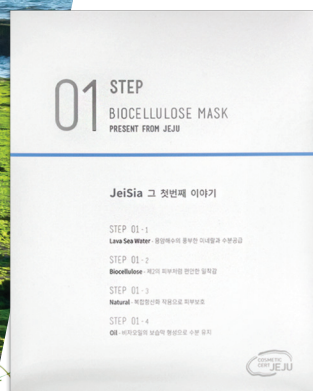 01
STEP
BIOCELLULOSE MASK
PRESENT FROM JEJU
JeiSia 그 첫번째 이야기
STEP 01-1
Lava Sea Water - 용암해수의 풍부한 미네랄과 수분공급
STEP 01-2
Biocellulose - 제2의 피부처럼 편안한 밀착감
STEP 01-3
Natural - 복합항산화 작용으로 피부보호
STEP 01-4
Oil - 비자오일의 보습막 형성으로 수분 유지
COSMETIC
CERT JEJU